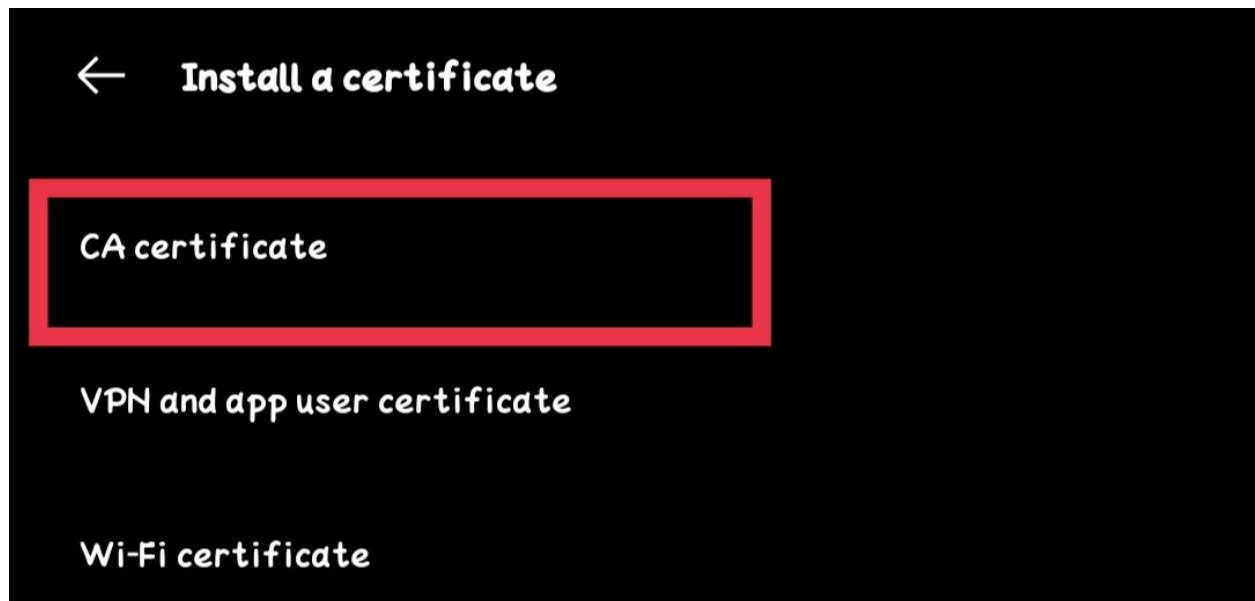 Install a certificate
CA certificate
VPN and app user certificate
Wi-Fi certificate